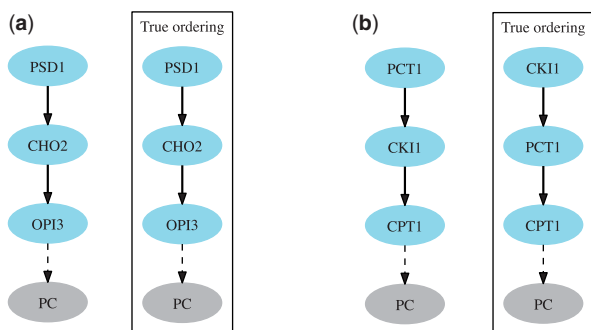 (a)
PSD1
CHO2
OPI3
PC
True ordering
PSD1
CHO2
OPI3
PC
(b)
PCT1
CKI1
CPT1
PC
True ordering
CKI1
PCT1
CPT1
PC